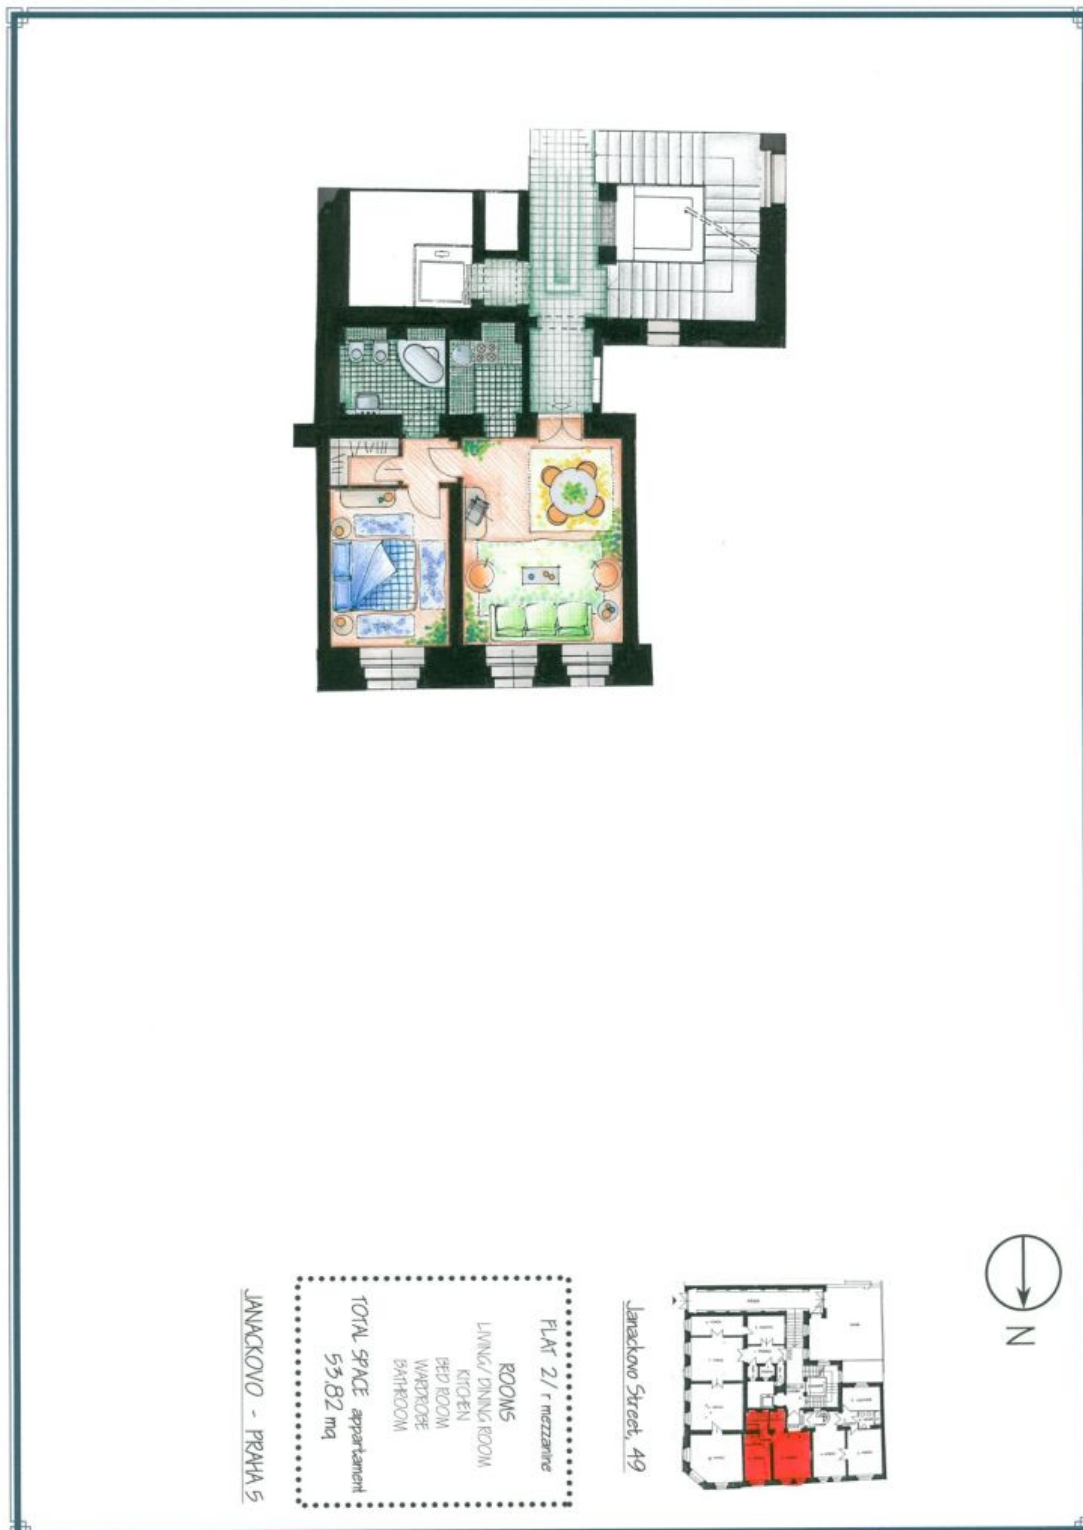 N
Janackovo Street, 49
FLAT 2/r mezzanine
ROOMS
LIVING/DINING ROOM
KITCHEN
BED ROOM
WARDROBE
BATHROOM
TOTAL SPACE appartament
53,82 mq
JANACKOVO - PRAHA 5